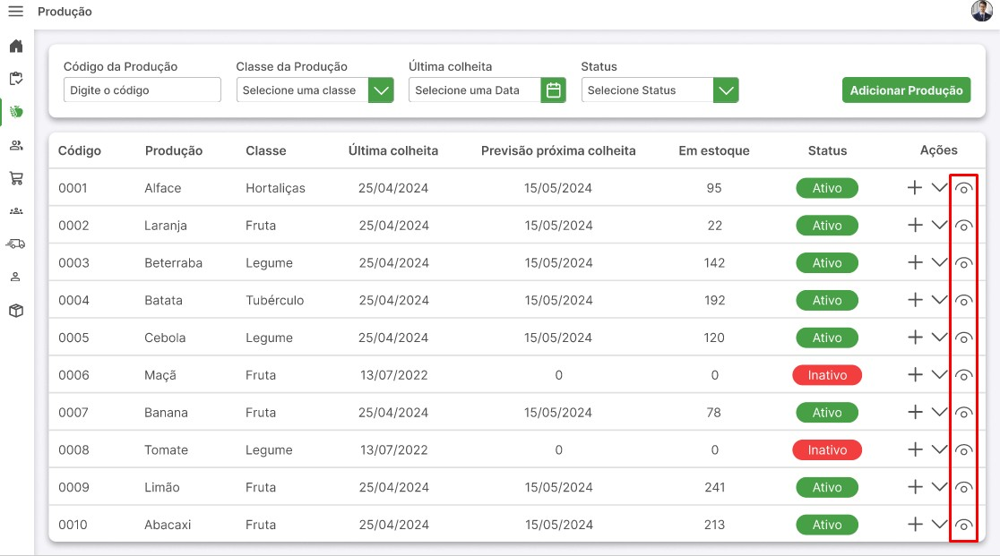 Produção
Código da Produção Classe da Produção Última colheita Status
Digite o código Selecione uma classe Selecione uma Data Selecione Status Adicionar Produção
Código Produção Classe Última colheita Previsão próxima colheita Em estoque Status Ações
0001 Alface Hortaliças 25/04/2024 15/05/2024 95 Ativo
0002 Laranja Fruta 25/04/2024 15/05/2024 22 Ativo
0003 Beterraba Legume 25/04/2024 15/05/2024 142 Ativo
0004 Batata Tubérculo 25/04/2024 15/05/2024 192 Ativo
0005 Cebola Legume 25/04/2024 15/05/2024 120 Ativo
0006 Maçã Fruta 13/07/2022 0 0 Inativo
0007 Banana Fruta 25/04/2024 15/05/2024 78 Ativo
0008 Tomate Legume 13/07/2022 0 0 Inativo
0009 Limão Fruta 25/04/2024 15/05/2024 241 Ativo
0010 Abacaxi Fruta 25/04/2024 15/05/2024 213 Ativo